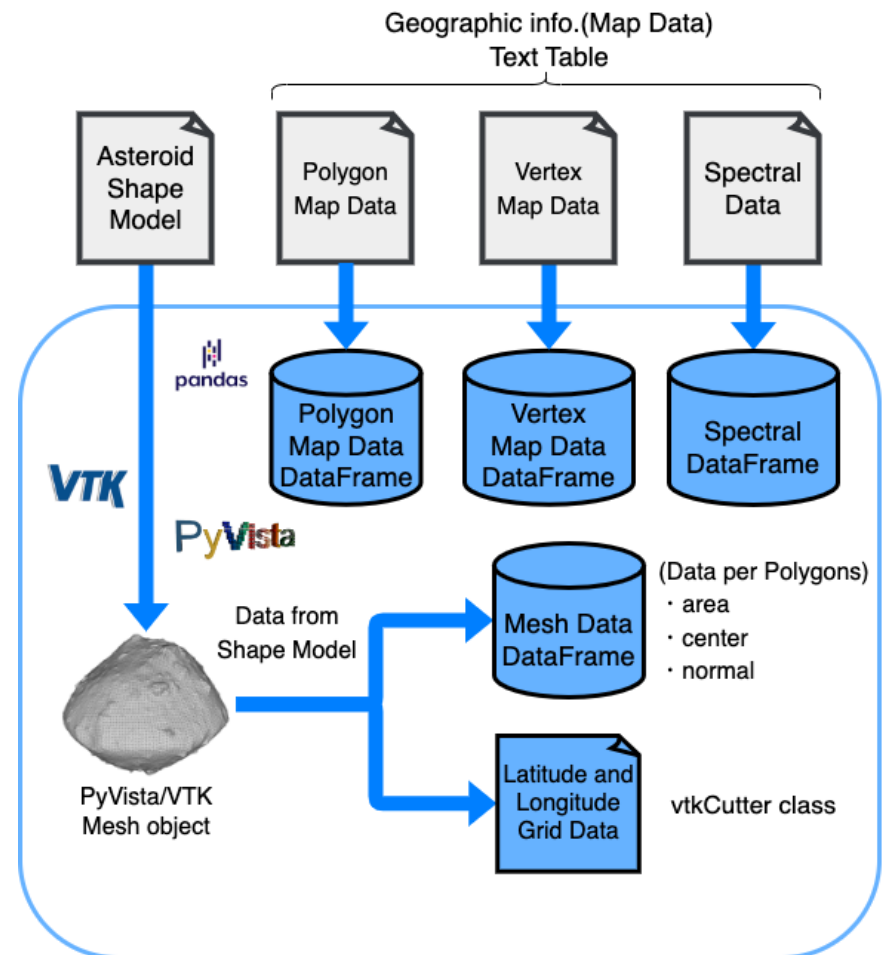 Geographic info.(Map Data)
Text Table
Asteroid
Shape
Model
Polygon
Map Data
Vertex
Map Data
Spectral
Data
pandas
Polygon
Map Data
DataFrame
Vertex
Map Data
DataFrame
Spectral
DataFrame
VTK
PyVista
Data from
Shape Model
Mesh Data
DataFrame
(Data per Polygons)
・area
・center
・normal
PyVista/VTK
Mesh object
Latitude and
Longitude
Grid Data
vtkCutter class